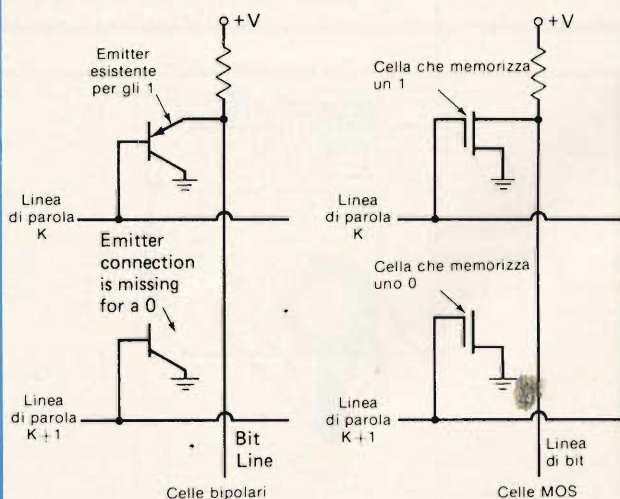 +V
Emitter
esistente
per gli 1
Linea
di parola
K
Emitter
connection
is missing
for a 0
Linea
di parola
K+1
Bit
Line
Celle bipolari
+V
Cella che memorizza
un 1
Linea
di parola
K
Cella che memorizza
uno 0
Linea
di parola
K+1
Linea
di bit
Celle MOS